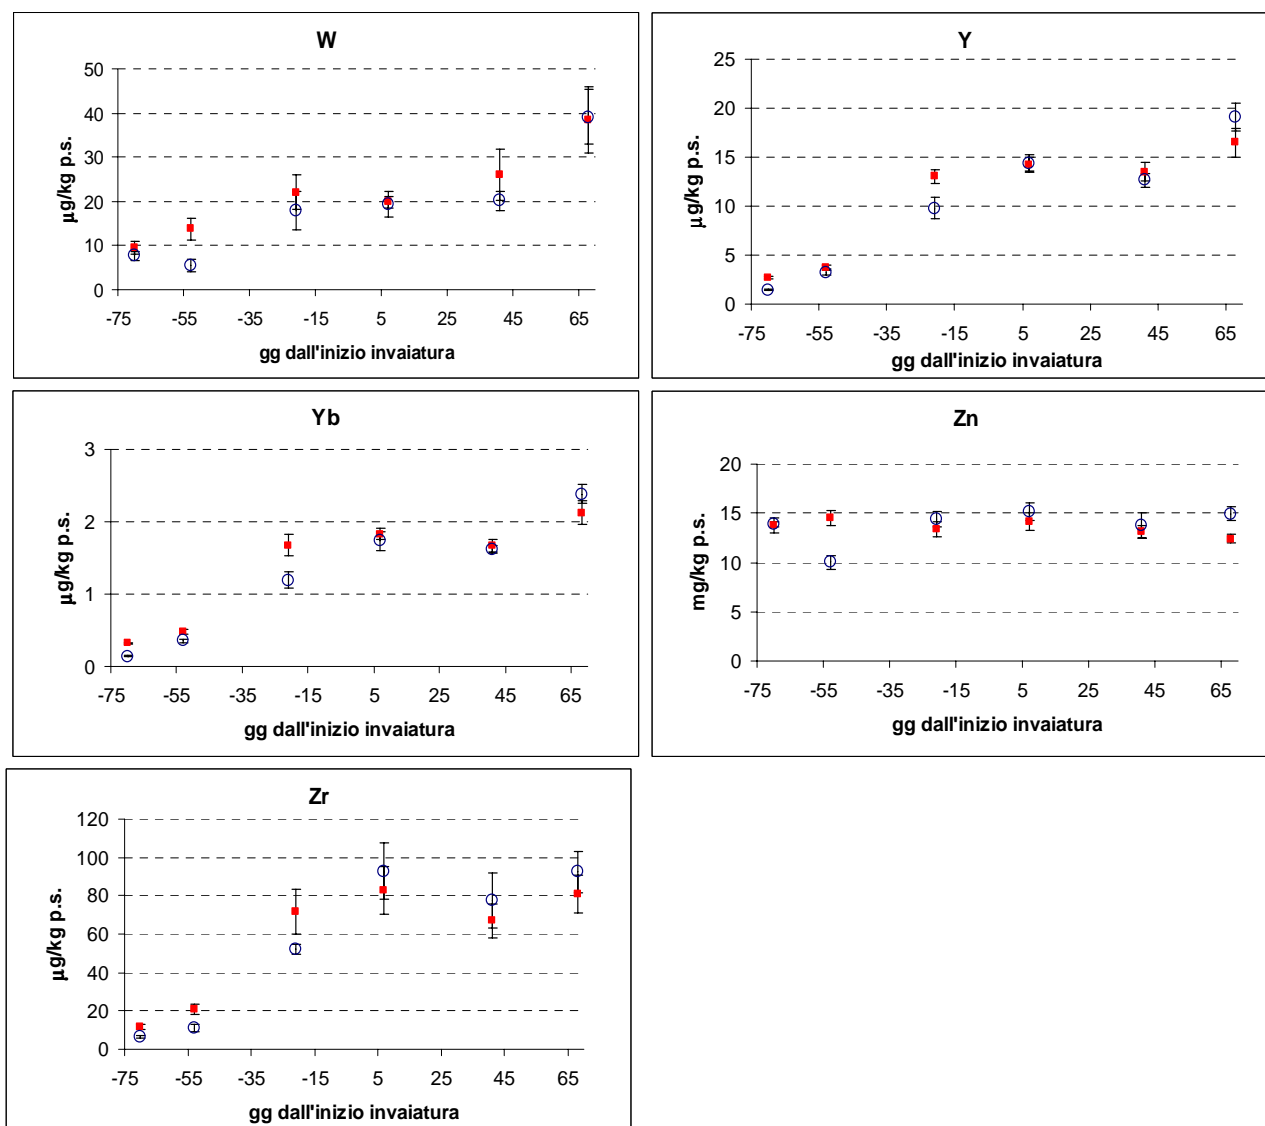 W
50
40
30
20
10
0
µg/kg p.s.
-75 -55 -35 -15 5 25 45 65
gg dall'inizio invaiatura
Y
25
20
15
10
5
0
µg/kg p.s.
-75 -55 -35 -15 5 25 45 65
gg dall'inizio invaiatura
Yb
3
2
1
0
µg/kg p.s.
-75 -55 -35 -15 5 25 45 65
gg dall'inizio invaiatura
Zn
20
15
10
5
0
mg/kg p.s.
-75 -55 -35 -15 5 25 45 65
gg dall'inizio invaiatura
Zr
120
100
80
60
40
20
0
µg/kg p.s.
-75 -55 -35 -15 5 25 45 65
gg dall'inizio invaiatura